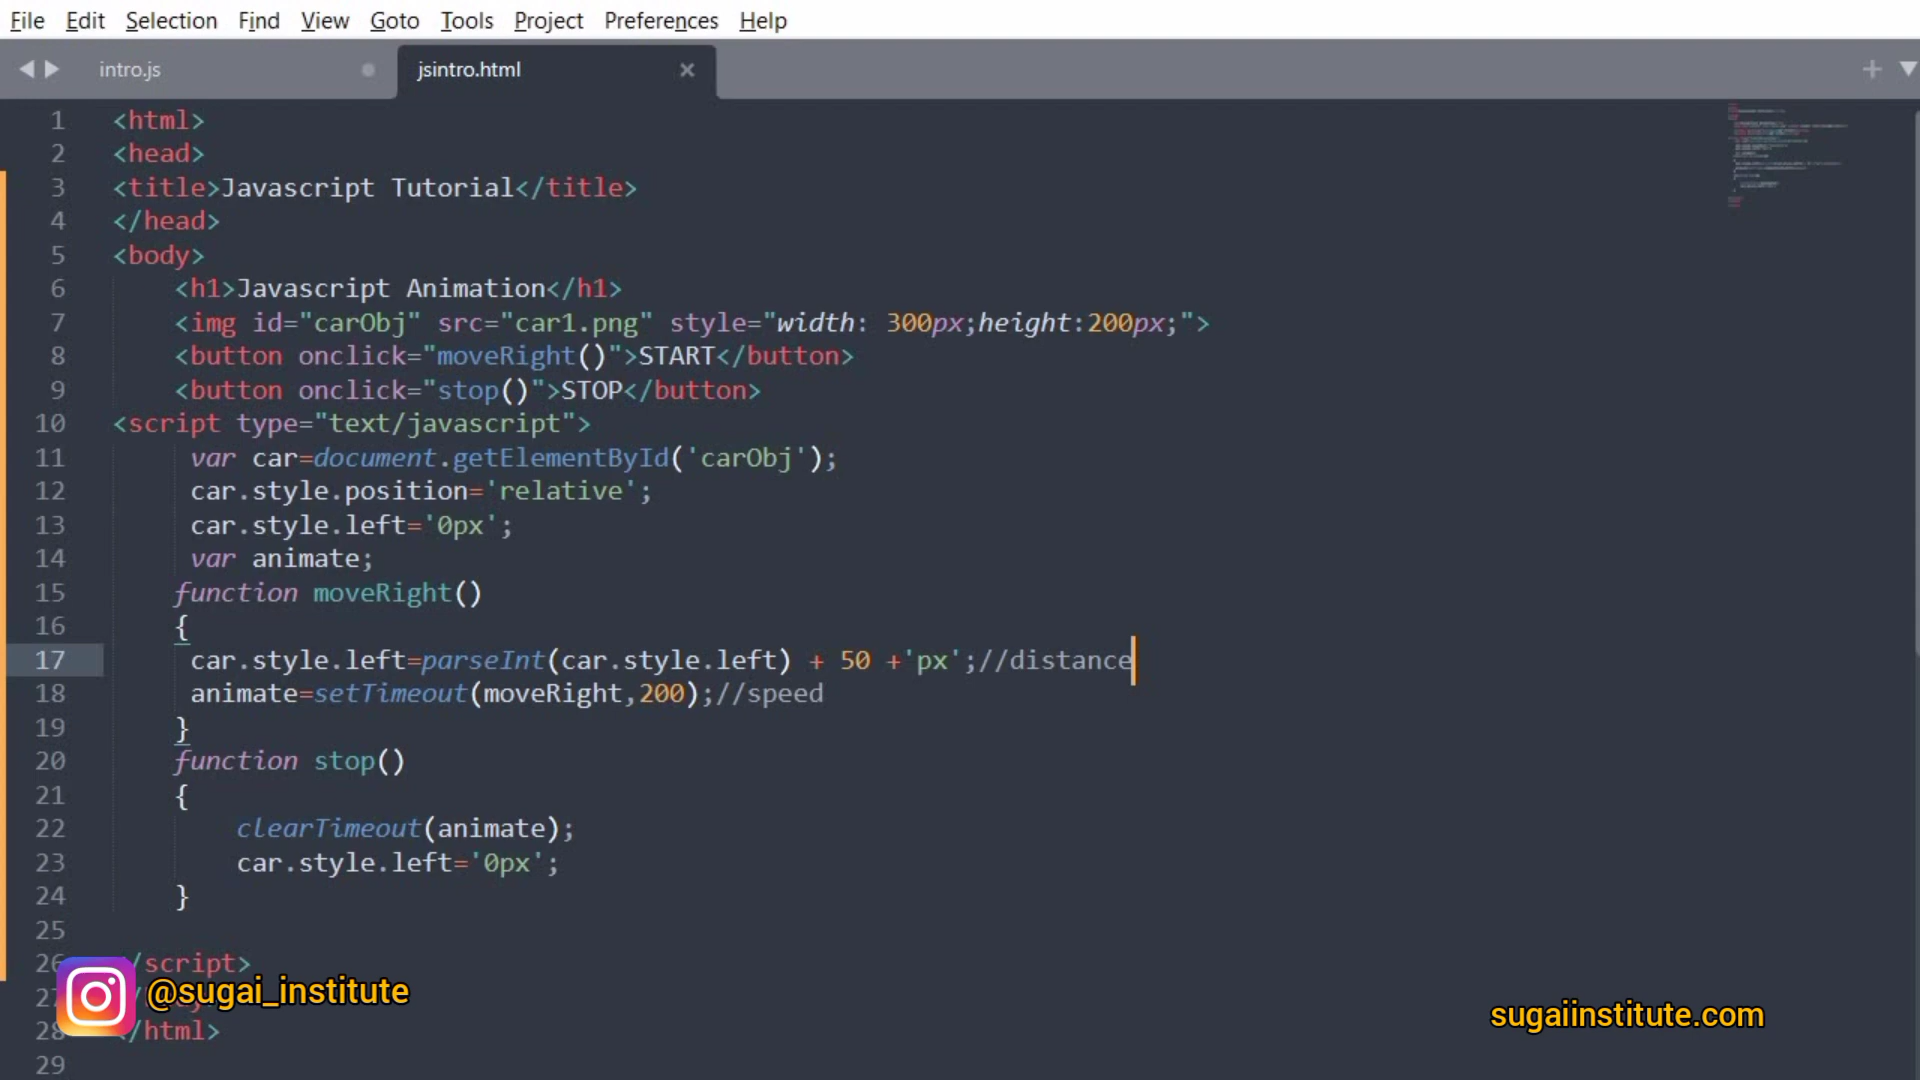 File Edit Selection Find View Goto Tools Project Preferences Help
intro.js jsintro.html
1 <html>
2 <head>
3 <title>Javascript Tutorial</title>
4 </head>
5 <body>
6 <h1>Javascript Animation</h1>
7 <img id="carObj" src="car1.png" style="width: 300px;height:200px;">
8 <button onclick="moveRight()">START</button>
9 <button onclick="stop()">STOP</button>
10 <script type="text/javascript">
11 var car=document.getElementById('carObj');
12 car.style.position='relative';
13 car.style.left='0px';
14 var animate;
15 function moveRight()
16 {
17 car.style.left=parseInt(car.style.left) + 50 +'px';//distance
18 animate=setTimeout(moveRight,200);//speed
19 }
20 function stop()
21 {
22 clearTimeout(animate);
23 car.style.left='0px';
24 }
25
26 /script>
27
28 /html>
29
@sugai_institute
sugaiinstitute.com